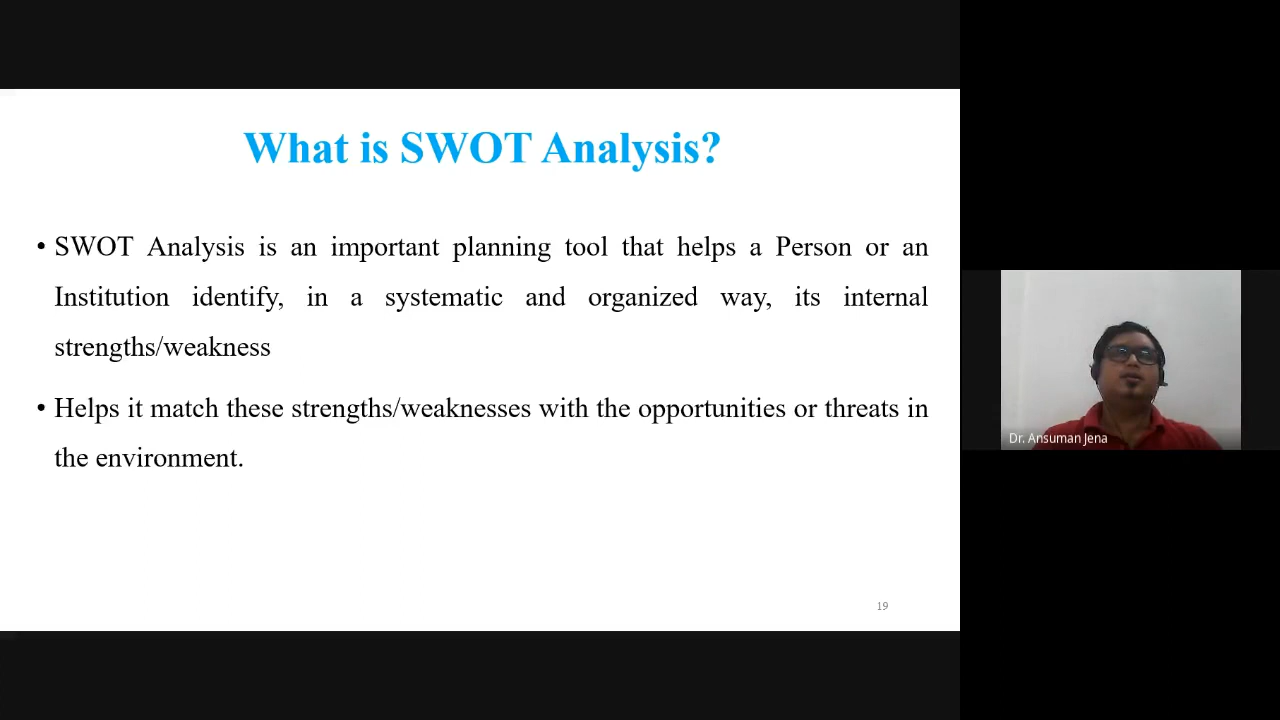 What is SWOT Analysis?
• SWOT Analysis is an important planning tool that helps a Person or an
Institution identify, in a systematic and organized way, its internal
strengths/weakness
• Helps it match these strengths/weaknesses with the opportunities or threats in
the environment.
19
Dr. Ansuman Jena